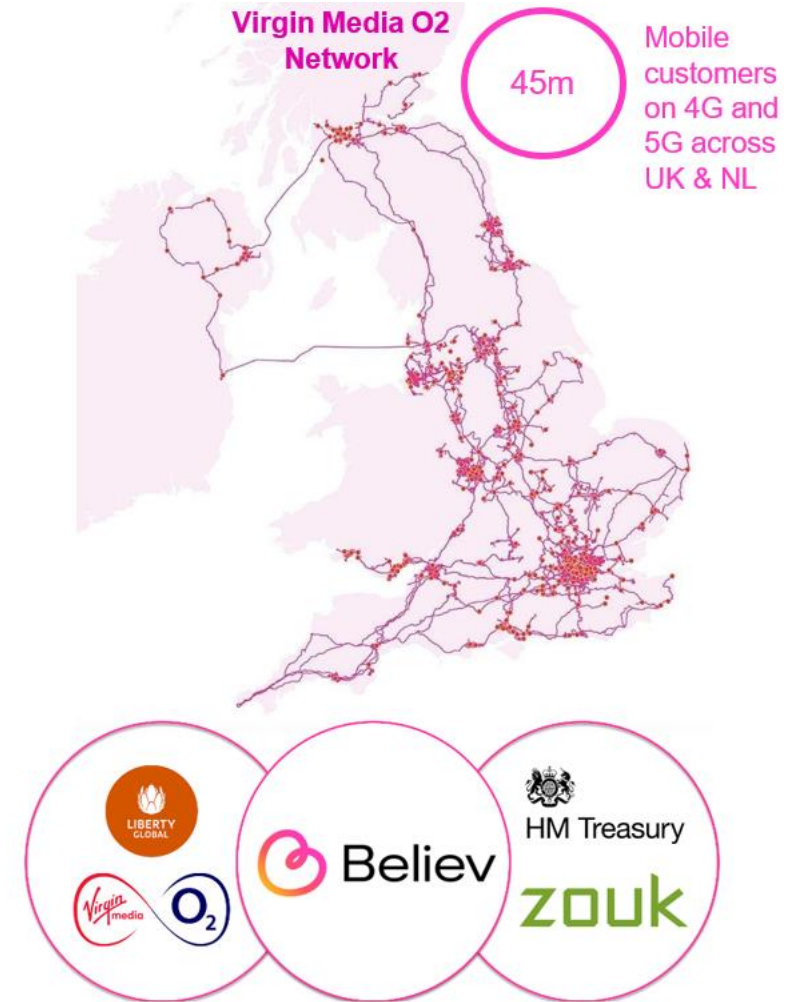 Virgin Media O2
Network
45m
Mobile
customers
on 4G and
5G across
UK & NL
LIBERTY
GLOBAL
Virgin
media
O2
Believ
HM Treasury
zouk